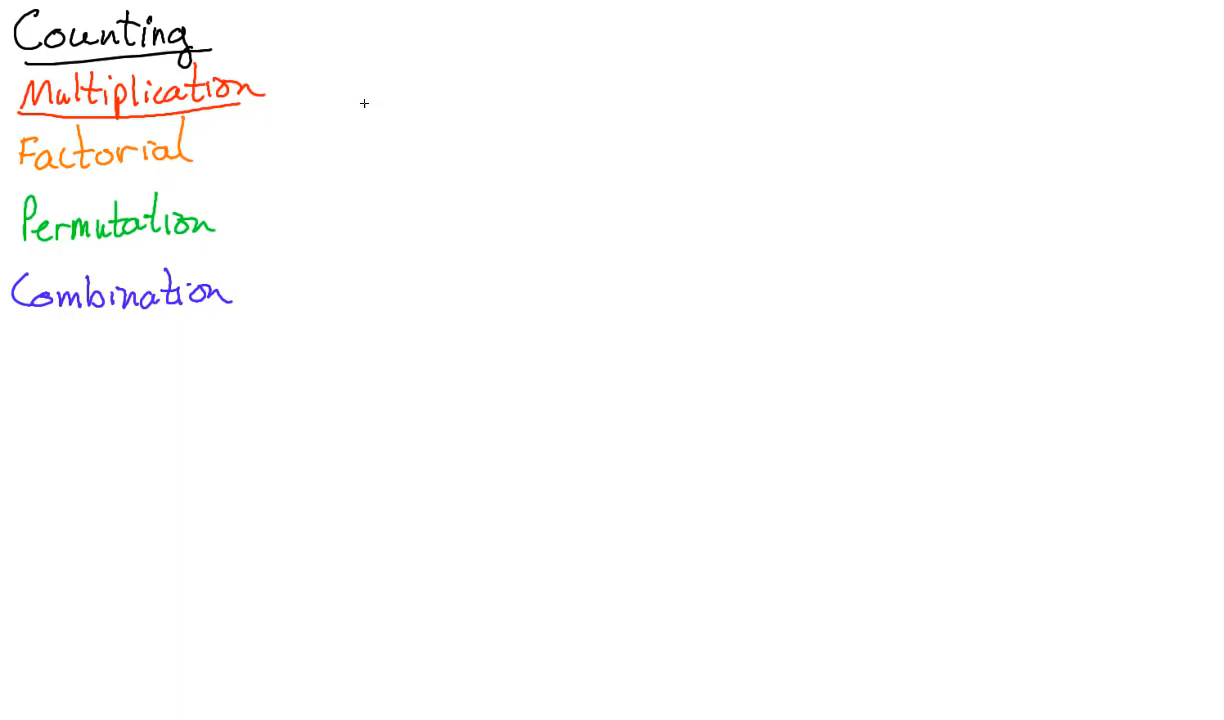 Counting
Multiplication
Factorial
Permutation
Combination